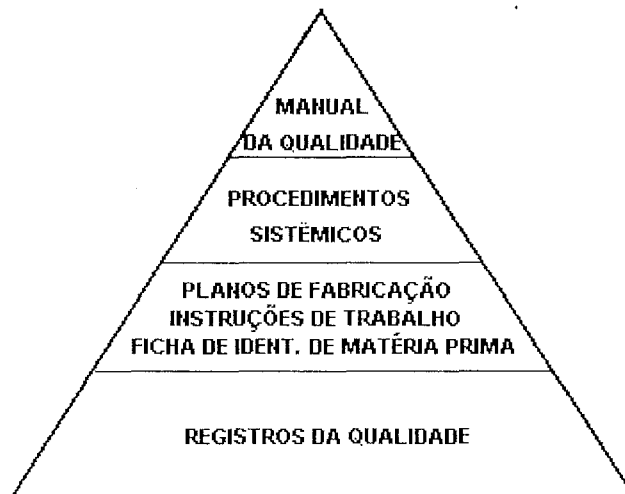 MANUAL
DA QUALIDADE
PROCEDIMENTOS
SISTÊMICOS
PLANOS DE FABRICAÇÃO
INSTRUÇÕES DE TRABALHO
FICHA DE IDENT. DE MATÉRIA PRIMA
REGISTROS DA QUALIDADE